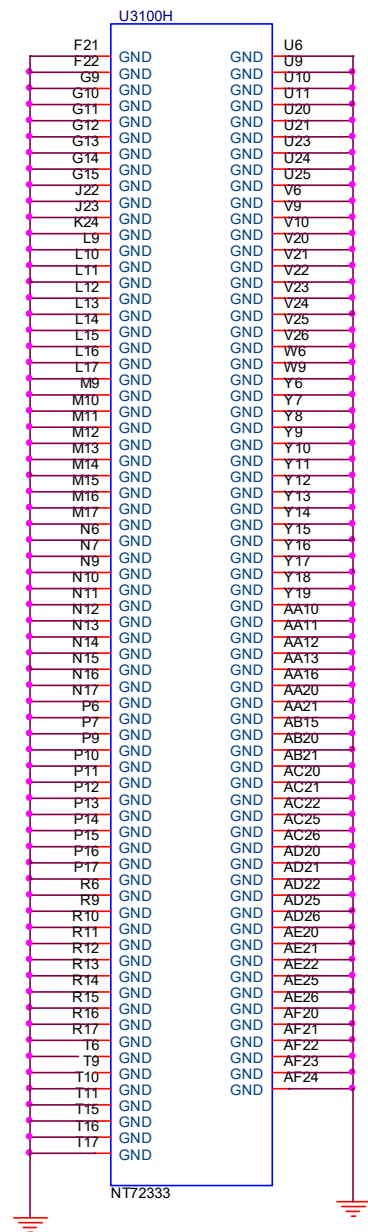 U3100H
F21 GND GND U6
F22 GND GND U9
G9 GND GND U10
G10 GND GND U11
G11 GND GND U20
G12 GND GND U21
G13 GND GND U23
G14 GND GND U24
G15 GND GND U25
J22 GND GND V6
J23 GND GND V9
K24 GND GND V10
L9 GND GND V20
L10 GND GND V21
L11 GND GND V22
L12 GND GND V23
L13 GND GND V24
L14 GND GND V25
L15 GND GND V26
L16 GND GND W6
L17 GND GND W9
M9 GND GND Y6
M10 GND GND Y7
M11 GND GND Y8
M12 GND GND Y9
M13 GND GND Y10
M14 GND GND Y11
M15 GND GND Y12
M16 GND GND Y13
M17 GND GND Y14
N6 GND GND Y15
N7 GND GND Y16
N9 GND GND Y17
N10 GND GND Y18
N11 GND GND Y19
N12 GND GND AA10
N13 GND GND AA11
N14 GND GND AA12
N15 GND GND AA13
N16 GND GND AA16
N17 GND GND AA20
P6 GND GND AA21
P7 GND GND AB15
P9 GND GND AB20
P10 GND GND AB21
P11 GND GND AC20
P12 GND GND AC21
P13 GND GND AC22
P14 GND GND AC25
P15 GND GND AC26
P16 GND GND AD20
P17 GND GND AD21
R6 GND GND AD22
R9 GND GND AD25
R10 GND GND AD26
R11 GND GND AE20
R12 GND GND AE21
R13 GND GND AE22
R14 GND GND AE25
R15 GND GND AE26
R16 GND GND AF20
R17 GND GND AF21
T6 GND GND AF22
T9 GND GND AF23
T10 GND GND AF24
T11 GND
T15 GND
T16 GND
T17 GND
NT72333